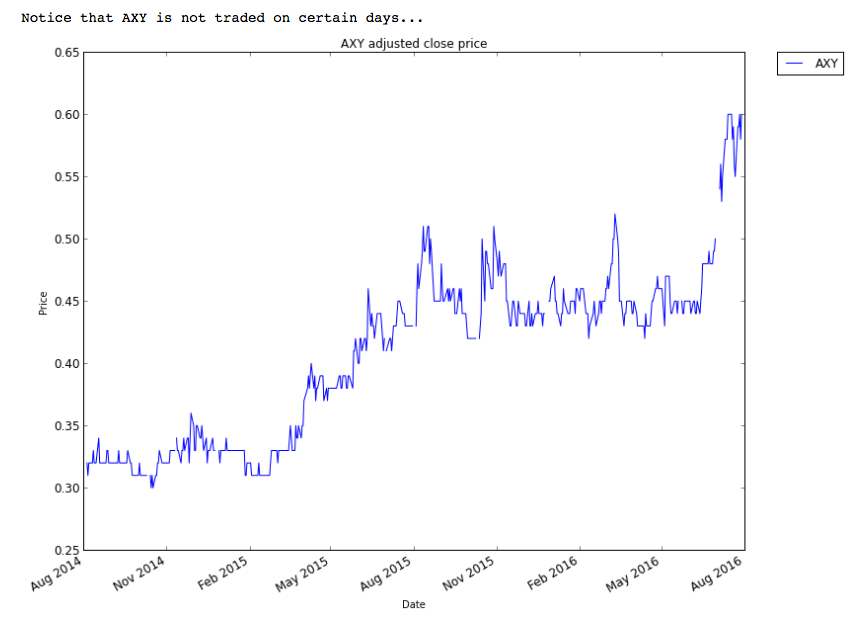 Notice that AXY is not traded on certain days...
AXY adjusted close price
AXY
0.65
0.60
0.55
0.50
0.45
0.40
0.35
0.30
0.25
Price
Aug 2014
Nov 2014
Feb 2015
May 2015
Aug 2015
Nov 2015
Feb 2016
May 2016
Aug 2016
Date